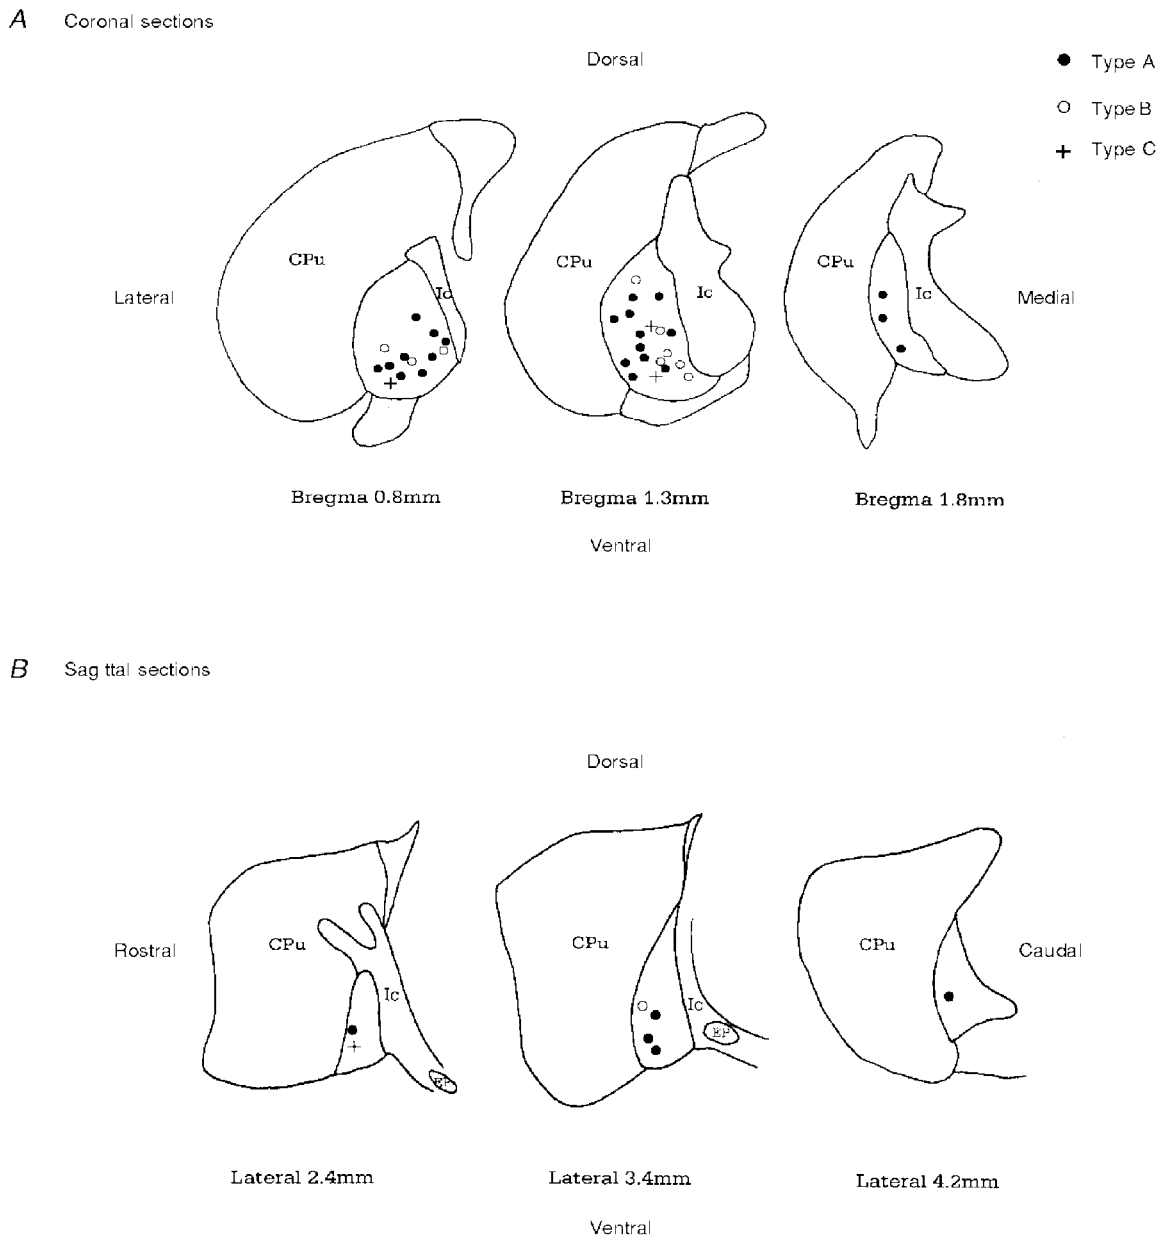 A Coronal sections
Dorsal
Type A
Type B
Type C
CPu
CPu
CPu
Lateral
Ic
Ic
Ic
Medial
Bregma 0.8mm
Bregma 1.3mm
Bregma 1.8mm
Ventral
B Sag ttal sections
Dorsal
Rostral
CPu
CPu
CPu
Caudal
Ic
Ic
EP
EP
Lateral 2.4mm
Lateral 3.4mm
Lateral 4.2mm
Ventral